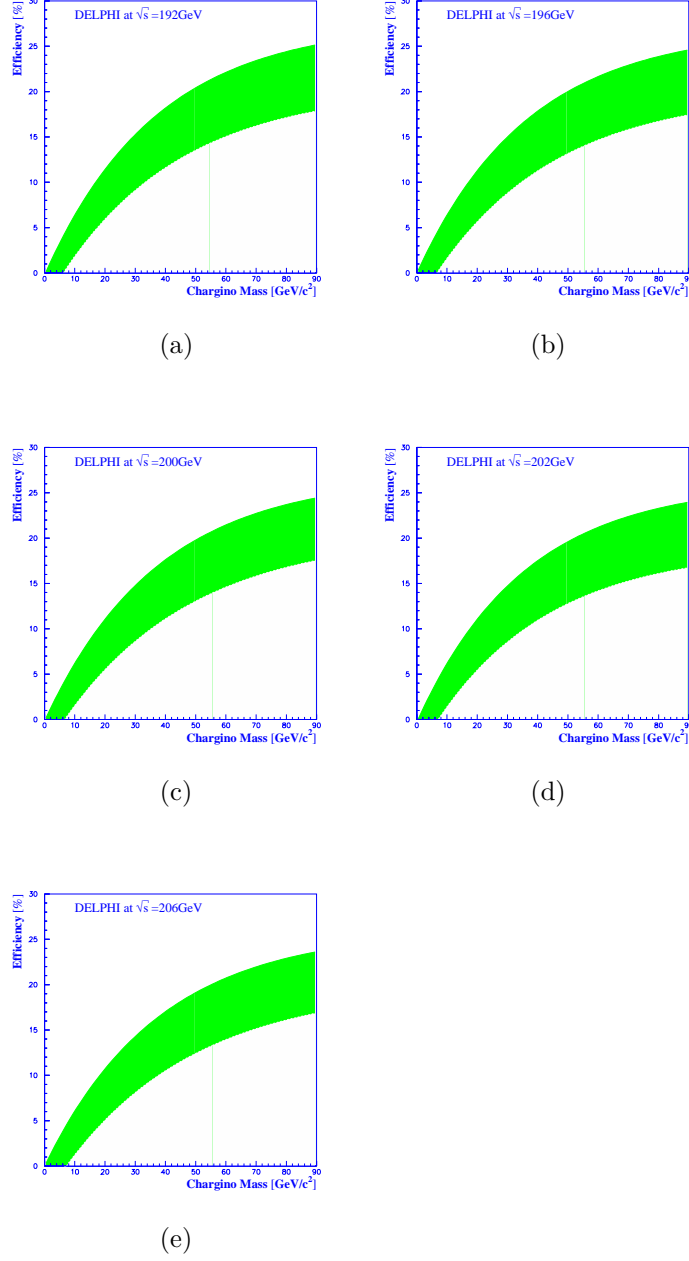 DELPHI at √s =192GeV
Efficiency [%]
30
25
20
15
10
5
0
0 10 20 30 40 50 60 70 80 90
Chargino Mass [GeV/c²]
(a)
DELPHI at √s =196GeV
Efficiency [%]
30
25
20
15
10
5
0
0 10 20 30 40 50 60 70 80 90
Chargino Mass [GeV/c²]
(b)
DELPHI at √s =200GeV
Efficiency [%]
30
25
20
15
10
5
0
0 10 20 30 40 50 60 70 80 90
Chargino Mass [GeV/c²]
(c)
DELPHI at √s =202GeV
Efficiency [%]
30
25
20
15
10
5
0
0 10 20 30 40 50 60 70 80 90
Chargino Mass [GeV/c²]
(d)
DELPHI at √s =206GeV
Efficiency [%]
30
25
20
15
10
5
0
0 10 20 30 40 50 60 70 80 90
Chargino Mass [GeV/c²]
(e)